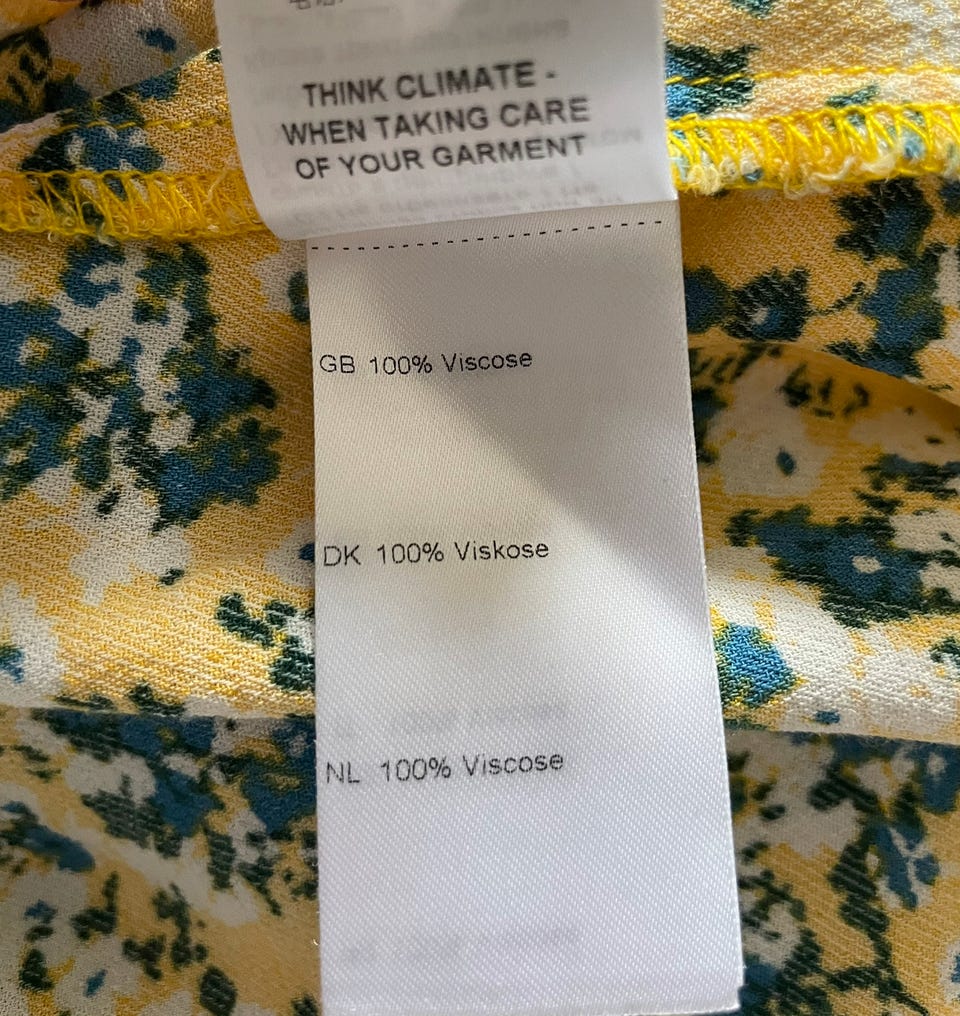 THINK CLIMATE -
WHEN TAKING CARE
OF YOUR GARMENT
GB 100% Viscose
DK 100% Viskose
NL 100% Viscose